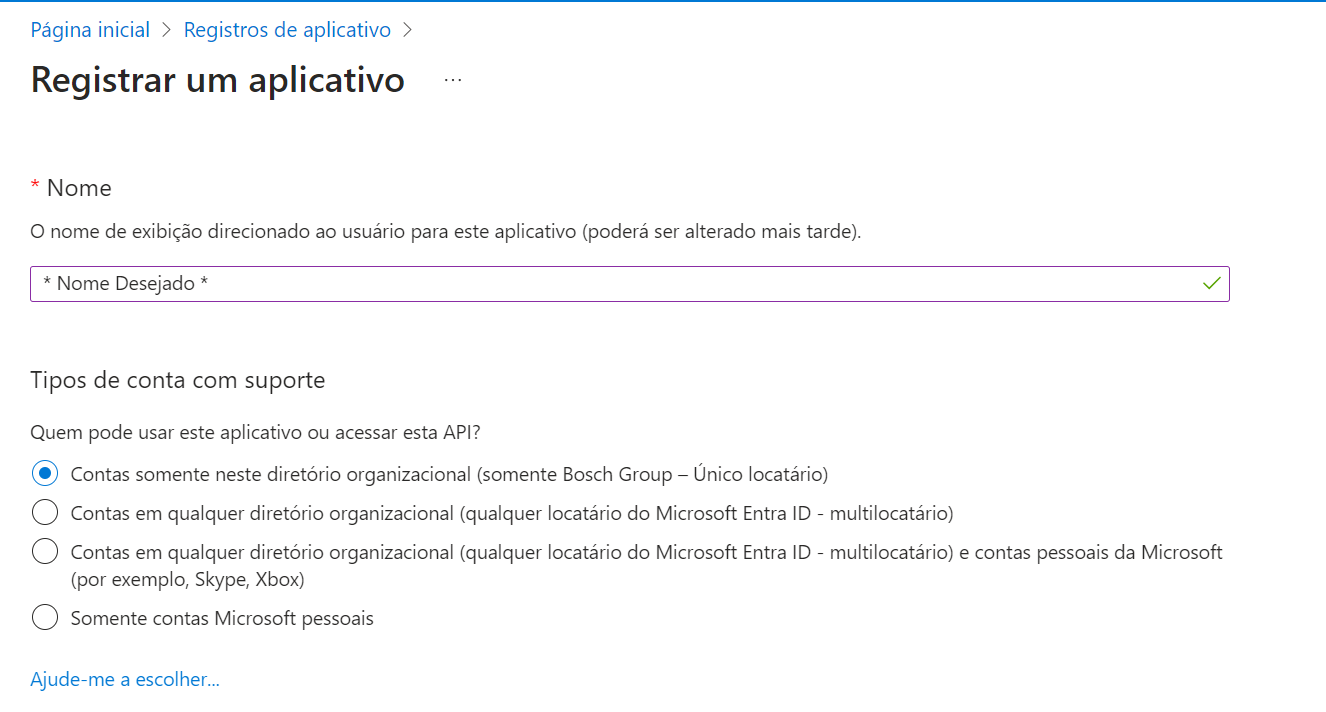 Página inicial > Registros de aplicativo >
Registrar um aplicativo ...
* Nome
O nome de exibição direcionado ao usuário para este aplicativo (poderá ser alterado mais tarde).
* Nome Desejado *
Tipos de conta com suporte
Quem pode usar este aplicativo ou acessar esta API?
Contas somente neste diretório organizacional (somente Bosch Group – Único locatário)
Contas em qualquer diretório organizacional (qualquer locatário do Microsoft Entra ID - multilocatário)
Contas em qualquer diretório organizacional (qualquer locatário do Microsoft Entra ID - multilocatário) e contas pessoais da Microsoft
(por exemplo, Skype, Xbox)
Somente contas Microsoft pessoais
Ajude-me a escolher...